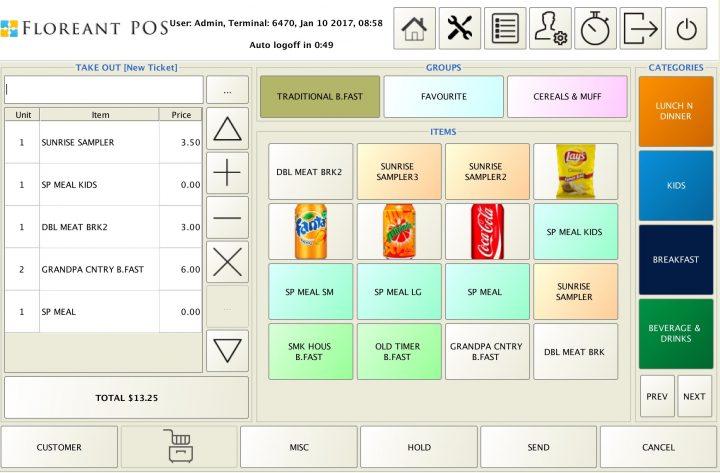 FLOREANT POS
User: Admin, Terminal: 6470, Jan 10 2017, 08:58
Auto logoff in 0:49
TAKE OUT [New Ticket]
...
Unit Item Price
1 SUNRISE SAMPLER 3.50
1 SP MEAL KIDS 0.00
1 DBL MEAT BRK2 3.00
2 GRANDPA CNTRY B.FAST 6.00
1 SP MEAL 0.00
...
TOTAL $13.25
GROUPS
TRADITIONAL B.FAST
FAVOURITE
CEREALS & MUFF
ITEMS
DBL MEAT BRK2
SUNRISE
SAMPLER3
SUNRISE
SAMPLER2
Lay's
Classic
Fanta
Mirinda
Coca-Cola
SP MEAL KIDS
SP MEAL SM
SP MEAL LG
SP MEAL
SUNRISE
SAMPLER
SMK HOUS
B.FAST
OLD TIMER
B.FAST
GRANDPA CNTRY
B.FAST
DBL MEAT BRK
CATEGORIES
LUNCH N
DINNER
KIDS
BREAKFAST
BEVERAGE &
DRINKS
PREV
NEXT
CUSTOMER
MISC
HOLD
SEND
CANCEL